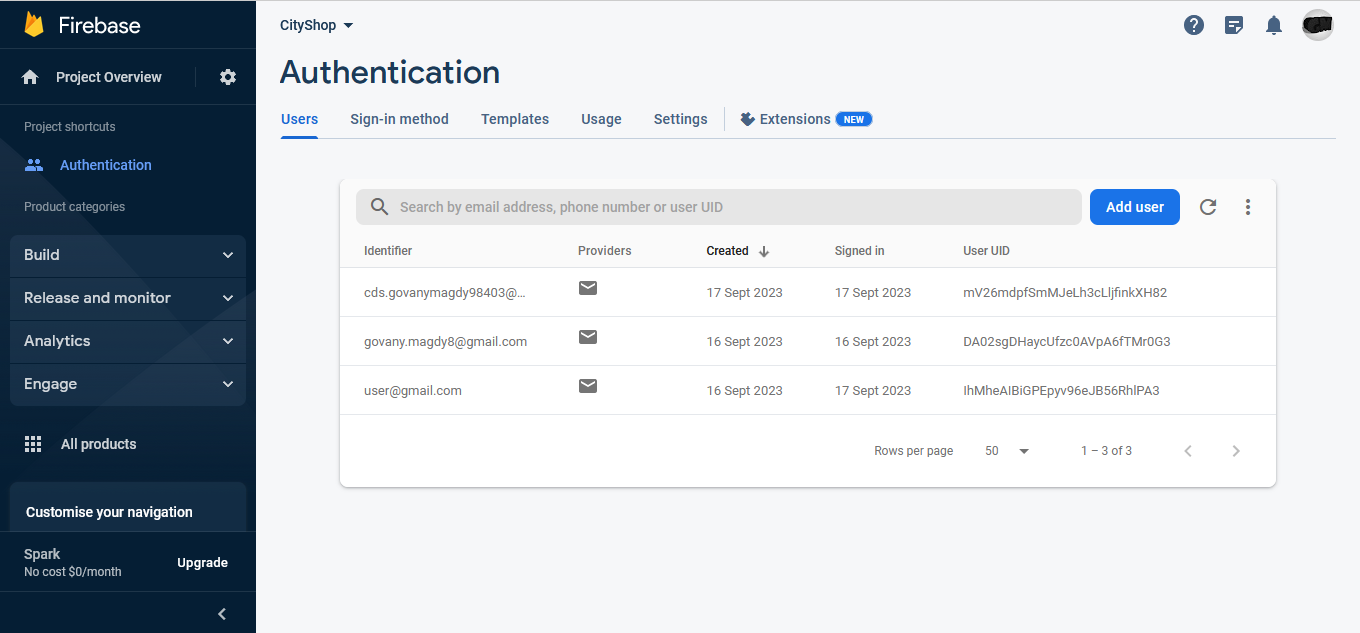 Firebase
Project Overview
Project shortcuts
Authentication
Product categories
Build
Release and monitor
Analytics
Engage
All products
Customise your navigation
Spark
No cost $0/month
Upgrade
CityShop
Authentication
Users Sign-in method Templates Usage Settings Extensions NEW
Search by email address, phone number or user UID Add user
Identifier Providers Created Signed in User UID
cds.govanymagdy98403@... 17 Sept 2023 17 Sept 2023 mV26mdpfSmMJeLh3cLljfinkXH82
govany.magdy8@gmail.com 16 Sept 2023 16 Sept 2023 DA02sgDHaycUfzc0AVpA6fTMr0G3
user@gmail.com 16 Sept 2023 17 Sept 2023 IhMheAIBiGPEpyv96eJB56RhlPA3
Rows per page 50 1 – 3 of 3